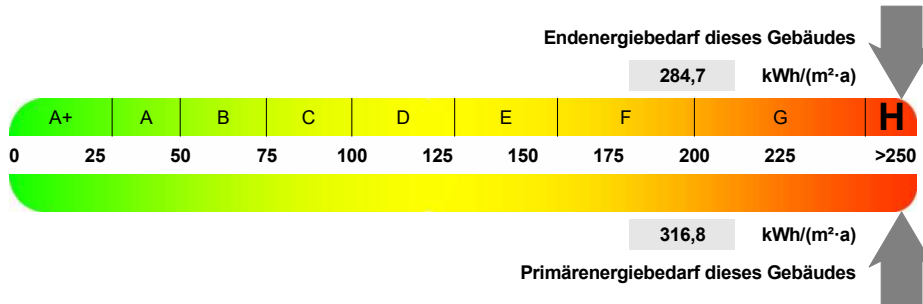 Endenergiebedarf dieses Gebäudes
284,7 kWh/(m²·a)
A+ A B C D E F G H
0 25 50 75 100 125 150 175 200 225 >250
316,8 kWh/(m²·a)
Primärenergiebedarf dieses Gebäudes